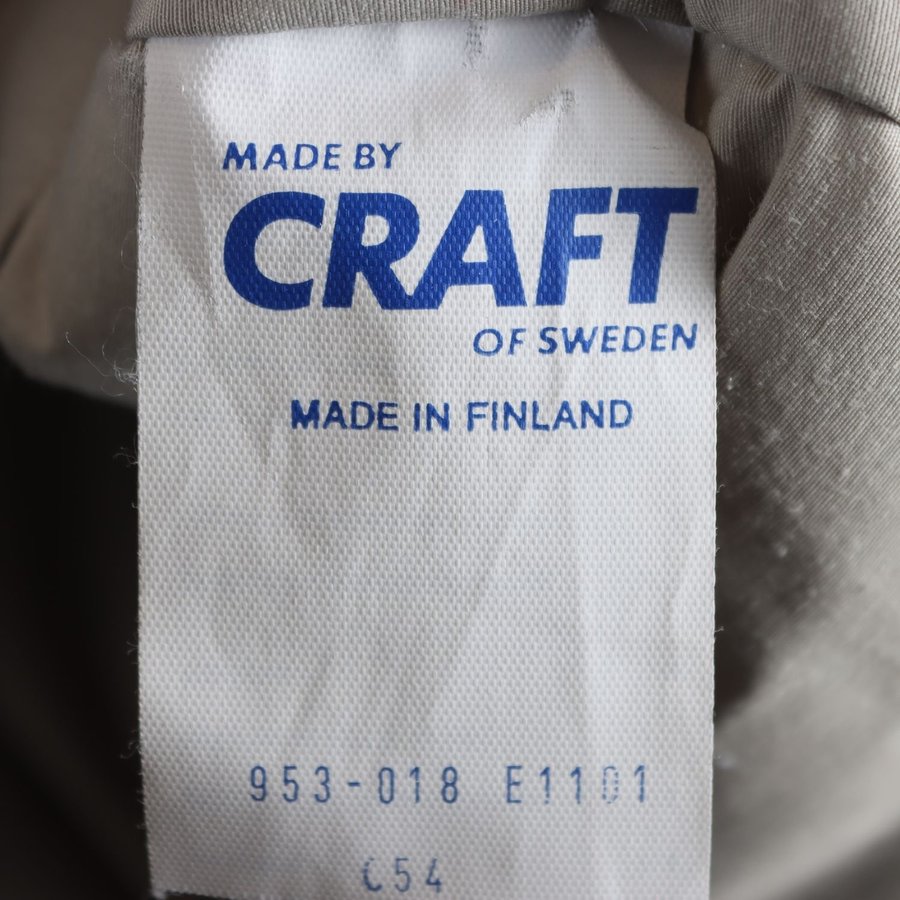 MADE BY
CRAFT
OF SWEDEN
MADE IN FINLAND
953-018 E1101
C54